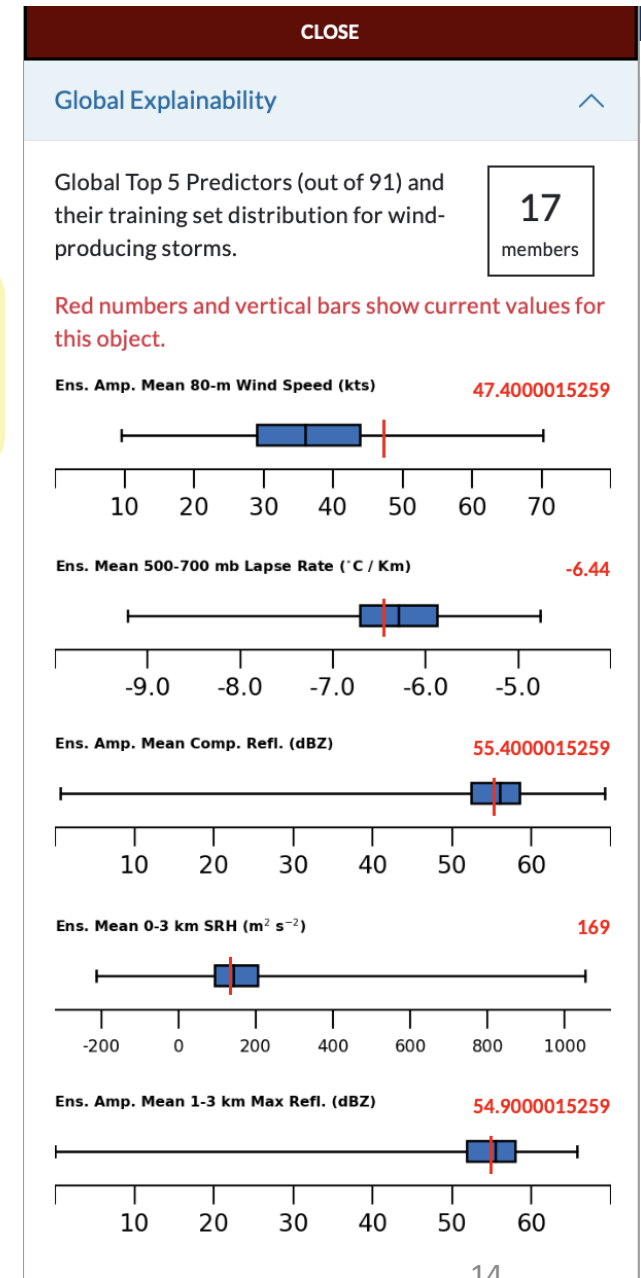 CLOSE
Global Explainability
Global Top 5 Predictors (out of 91) and
their training set distribution for wind-
producing storms.
17
members
Red numbers and vertical bars show current values for
this object.
Ens. Amp. Mean 80-m Wind Speed (kts)
47.4000015259
10 20 30 40 50 60 70
Ens. Mean 500-700 mb Lapse Rate (°C / Km)
-6.44
-9.0 -8.0 -7.0 -6.0 -5.0
Ens. Amp. Mean Comp. Refl. (dBZ)
55.4000015259
10 20 30 40 50 60
Ens. Mean 0-3 km SRH (m² s⁻²)
169
-200 0 200 400 600 800 1000
Ens. Amp. Mean 1-3 km Max Refl. (dBZ)
54.9000015259
10 20 30 40 50 60
14